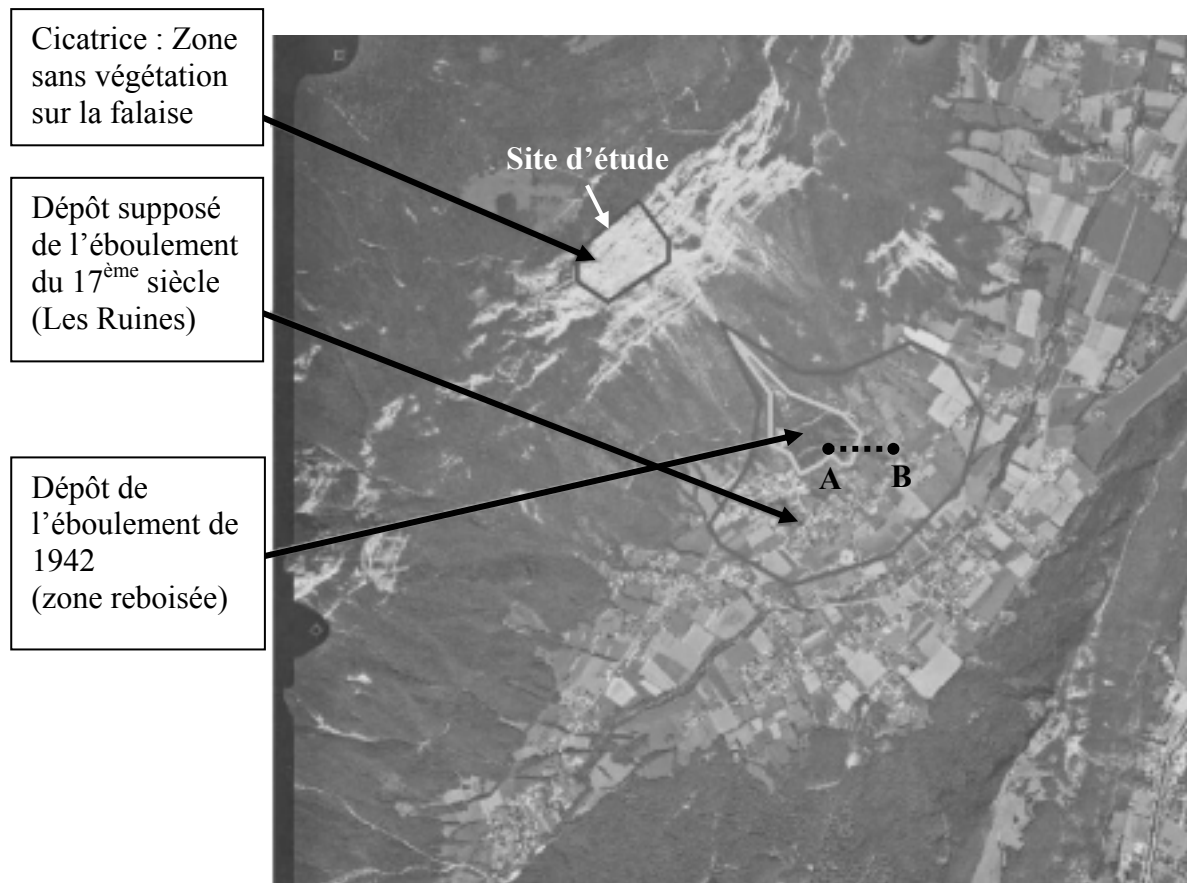 Cicatrice : Zone
sans végétation
sur la falaise
Site d'étude
Dépôt supposé
de l'éboulement
du 17ème siècle
(Les Ruines)
A
B
Dépôt de
l'éboulement de
1942
(zone reboisée)